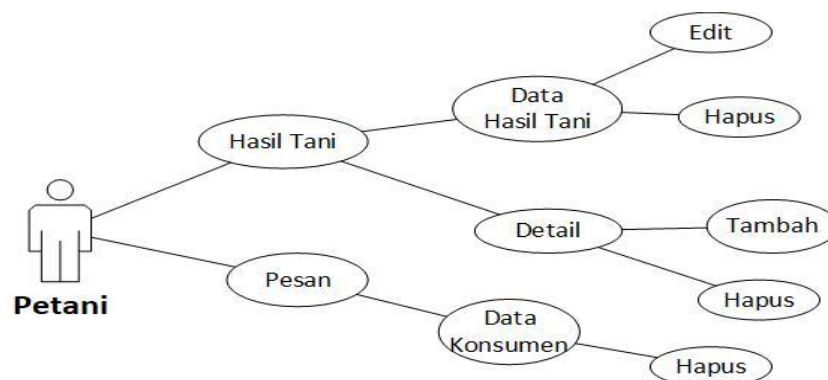 Edit
Data
Hasil Tani
Hapus
Hasil Tani
Detail
Tambah
Hapus
Petani
Pesan
Data
Konsumen
Hapus